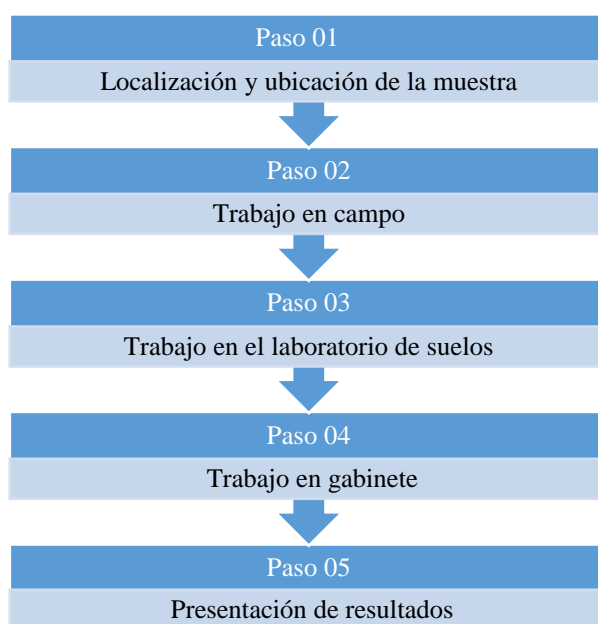 Paso 01
Localización y ubicación de la muestra
Paso 02
Trabajo en campo
Paso 03
Trabajo en el laboratorio de suelos
Paso 04
Trabajo en gabinete
Paso 05
Presentación de resultados